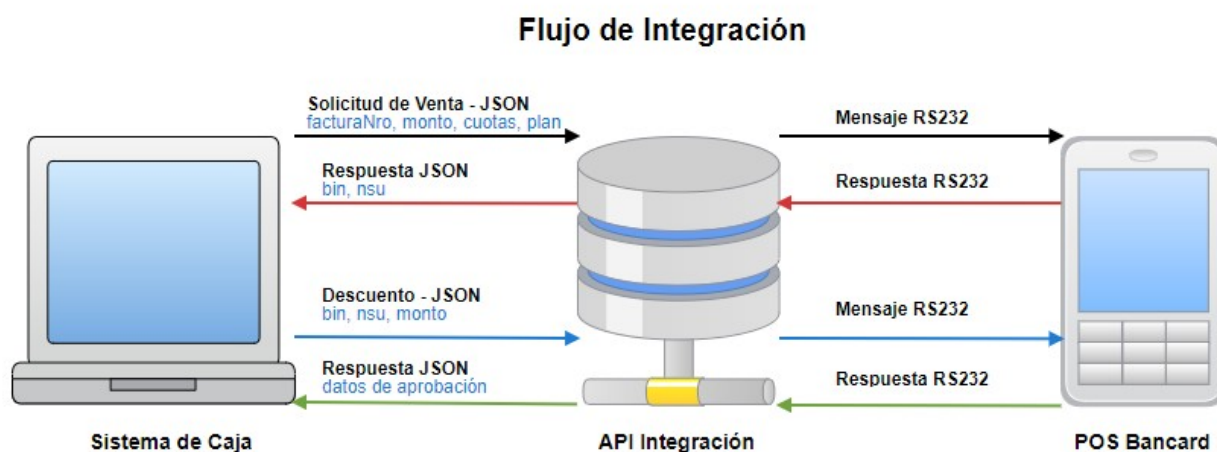 Flujo de Integración
Solicitud de Venta - JSON
facturaNro, monto, cuotas, plan
Mensaje RS232
Respuesta JSON
bin, nsu
Respuesta RS232
Descuento - JSON
bin, nsu, monto
Mensaje RS232
Respuesta JSON
datos de aprobación
Respuesta RS232
Sistema de Caja
API Integración
POS Bancard